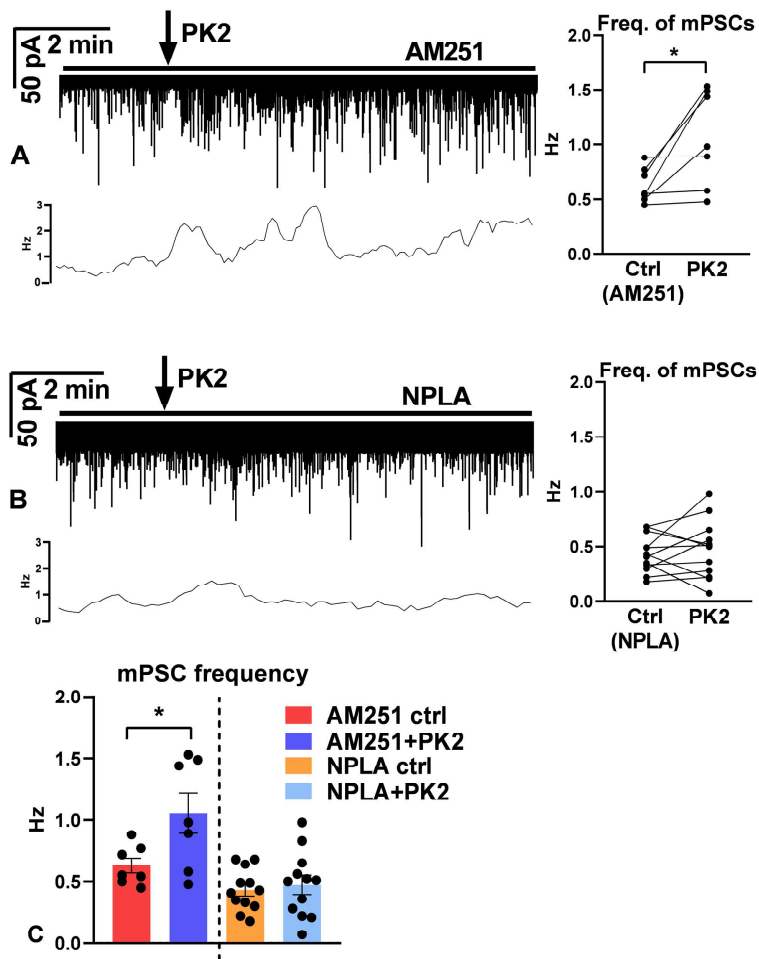 2 min
50 pA
PK2
AM251
A
3
2
1
0
Hz
Freq. of mPSCs
2.0
*
1.5
1.0
0.5
0.0
Hz
Ctrl PK2
(AM251)
2 min
50 pA
PK2
NPLA
B
3
2
1
0
Hz
Freq. of mPSCs
2.0
1.5
1.0
0.5
0.0
Hz
Ctrl PK2
(NPLA)
mPSC frequency
2.0
*
1.5
1.0
0.5
0.0
Hz
AM251 ctrl
AM251+PK2
NPLA ctrl
NPLA+PK2
C